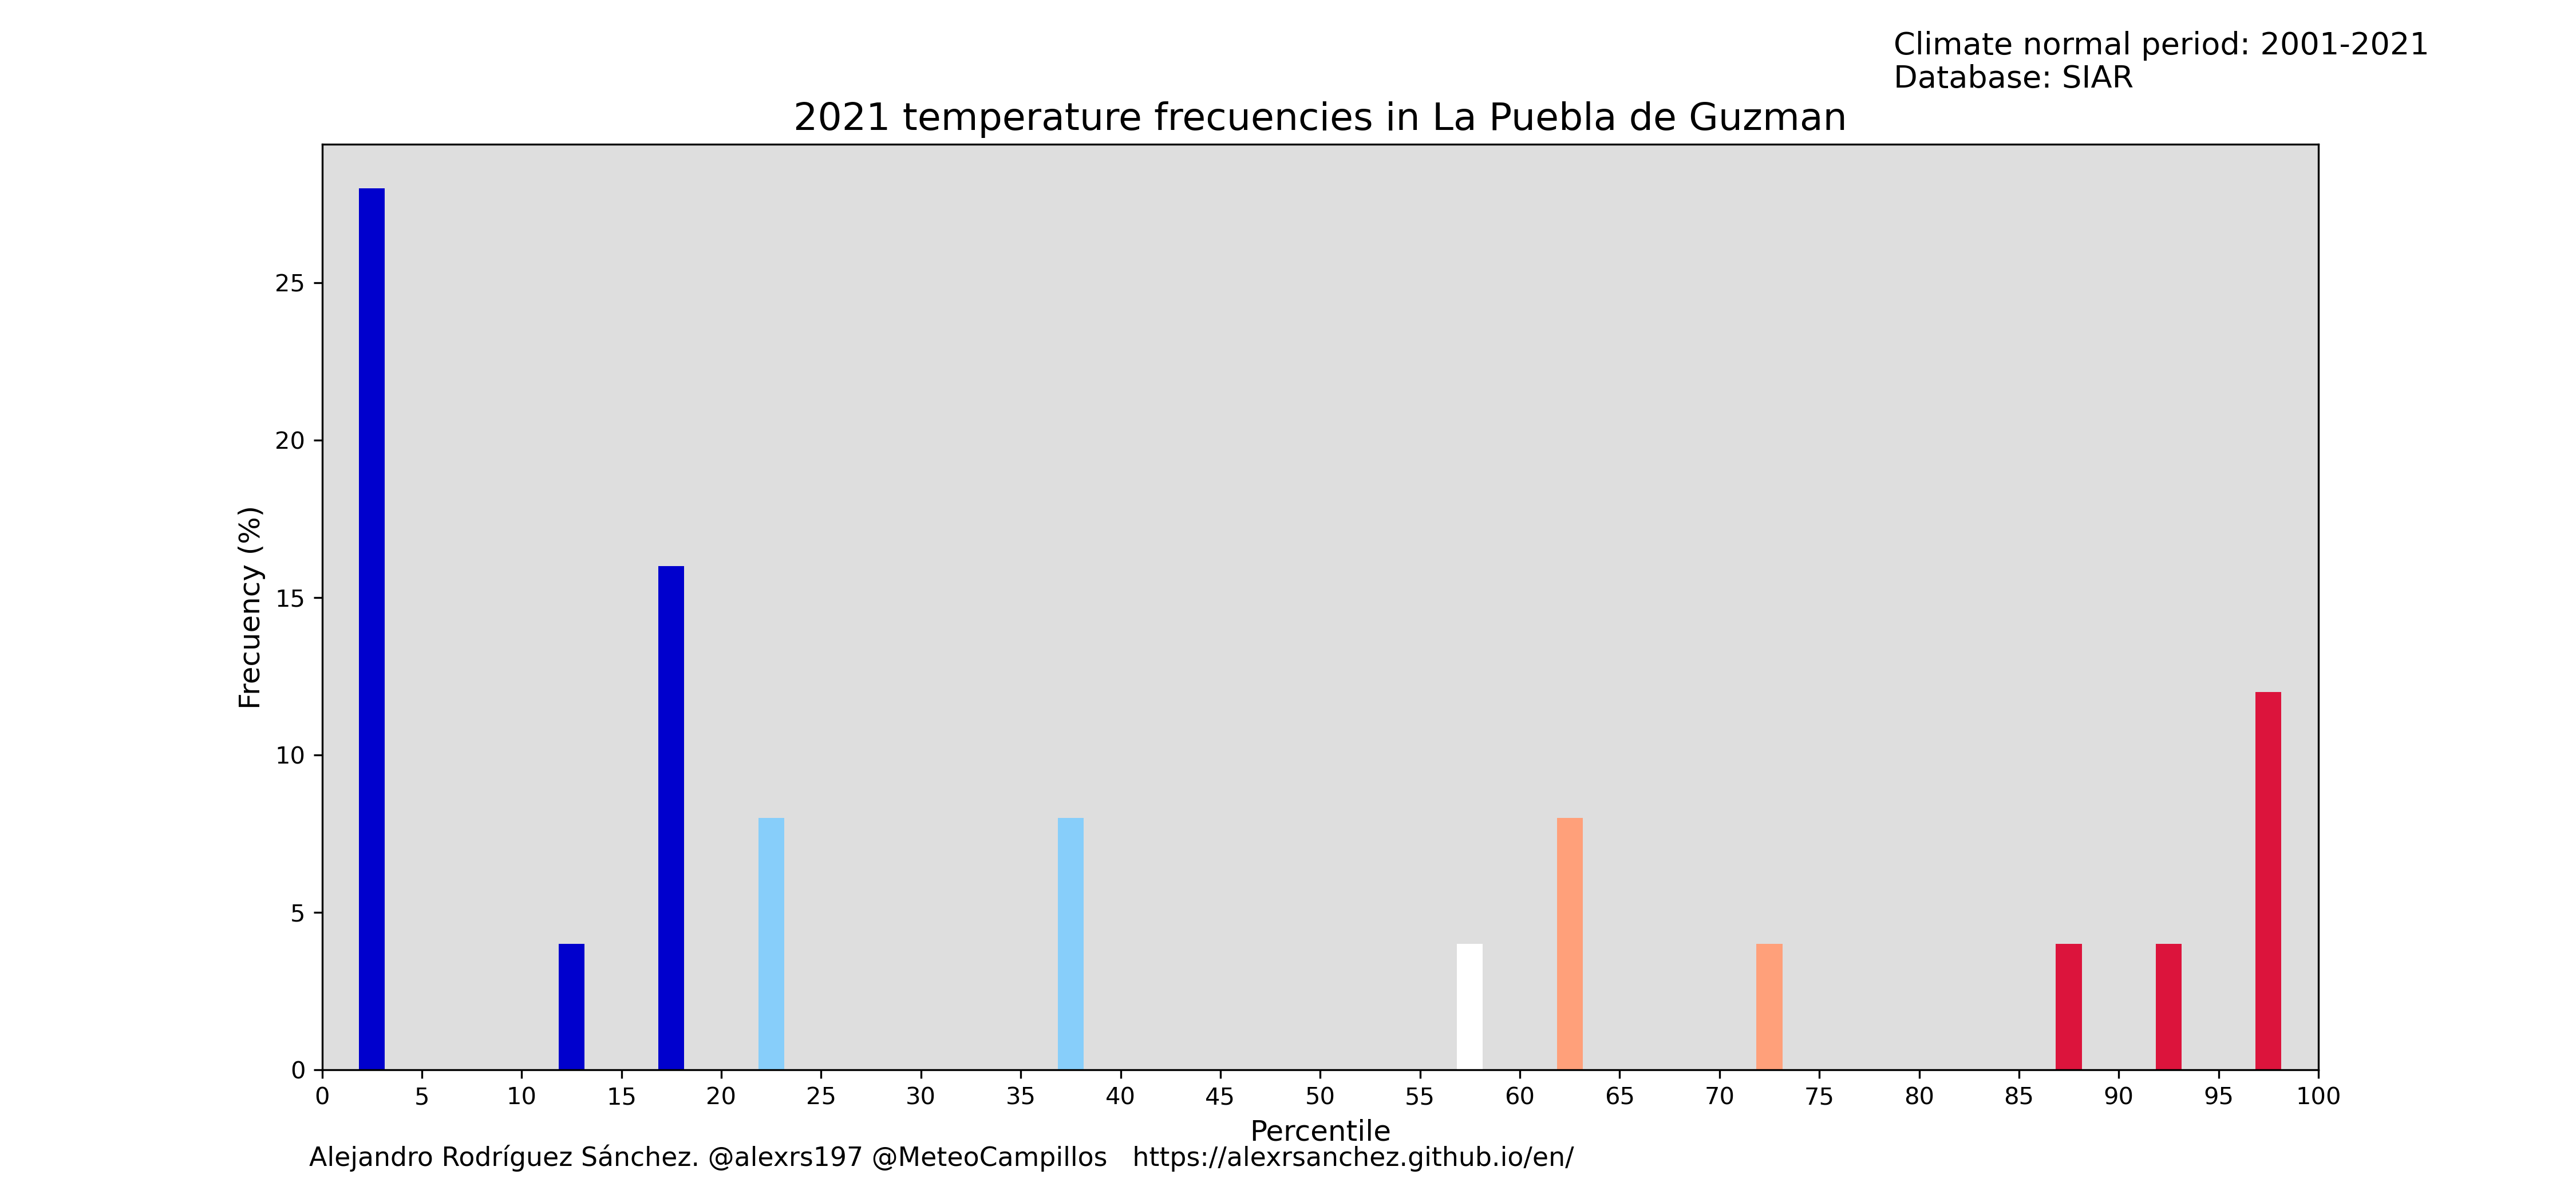 Climate normal period: 2001-2021
Database: SIAR
2021 temperature frecuencies in La Puebla de Guzman
Frecuency (%)
25
20
15
10
5
0
0 5 10 15 20 25 30 35 40 45 50 55 60 65 70 75 80 85 90 95 100
Percentile
Alejandro Rodríguez Sánchez. @alexrs197 @MeteoCampillos https://alexrsanchez.github.io/en/